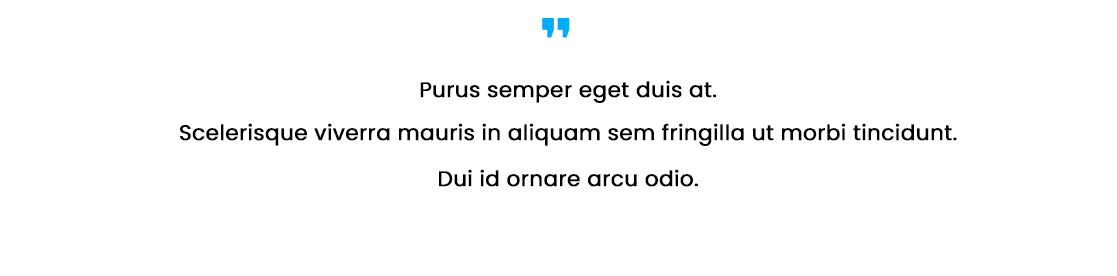 ❞
Purus semper eget duis at.
Scelerisque viverra mauris in aliquam sem fringilla ut morbi tincidunt.
Dui id ornare arcu odio.